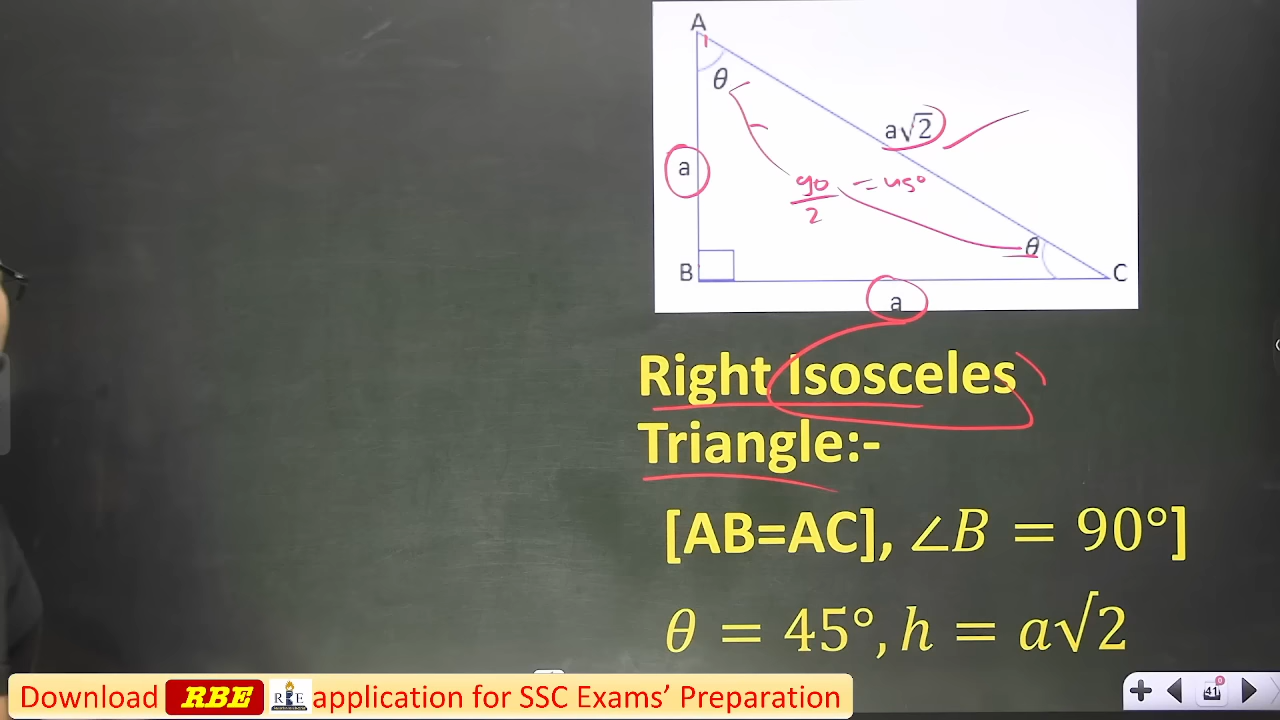 A
θ
a√2
a
90/2 = 45°
θ
B
C
a
Right Isosceles
Triangle:-
[AB=AC], ∠B = 90°]
θ = 45°, h = a√2
Download RBE RBE application for SSC Exams' Preparation
41